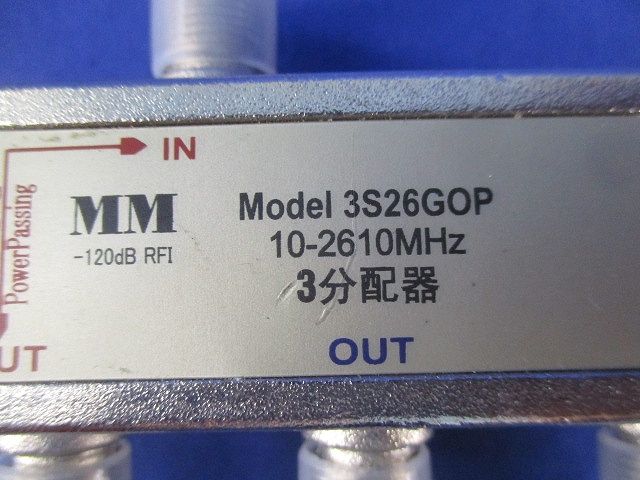 IN
PowerPassing
MM
-120dB RFI
Model 3S26GOP
10-2610MHz
3分配器
UT
OUT